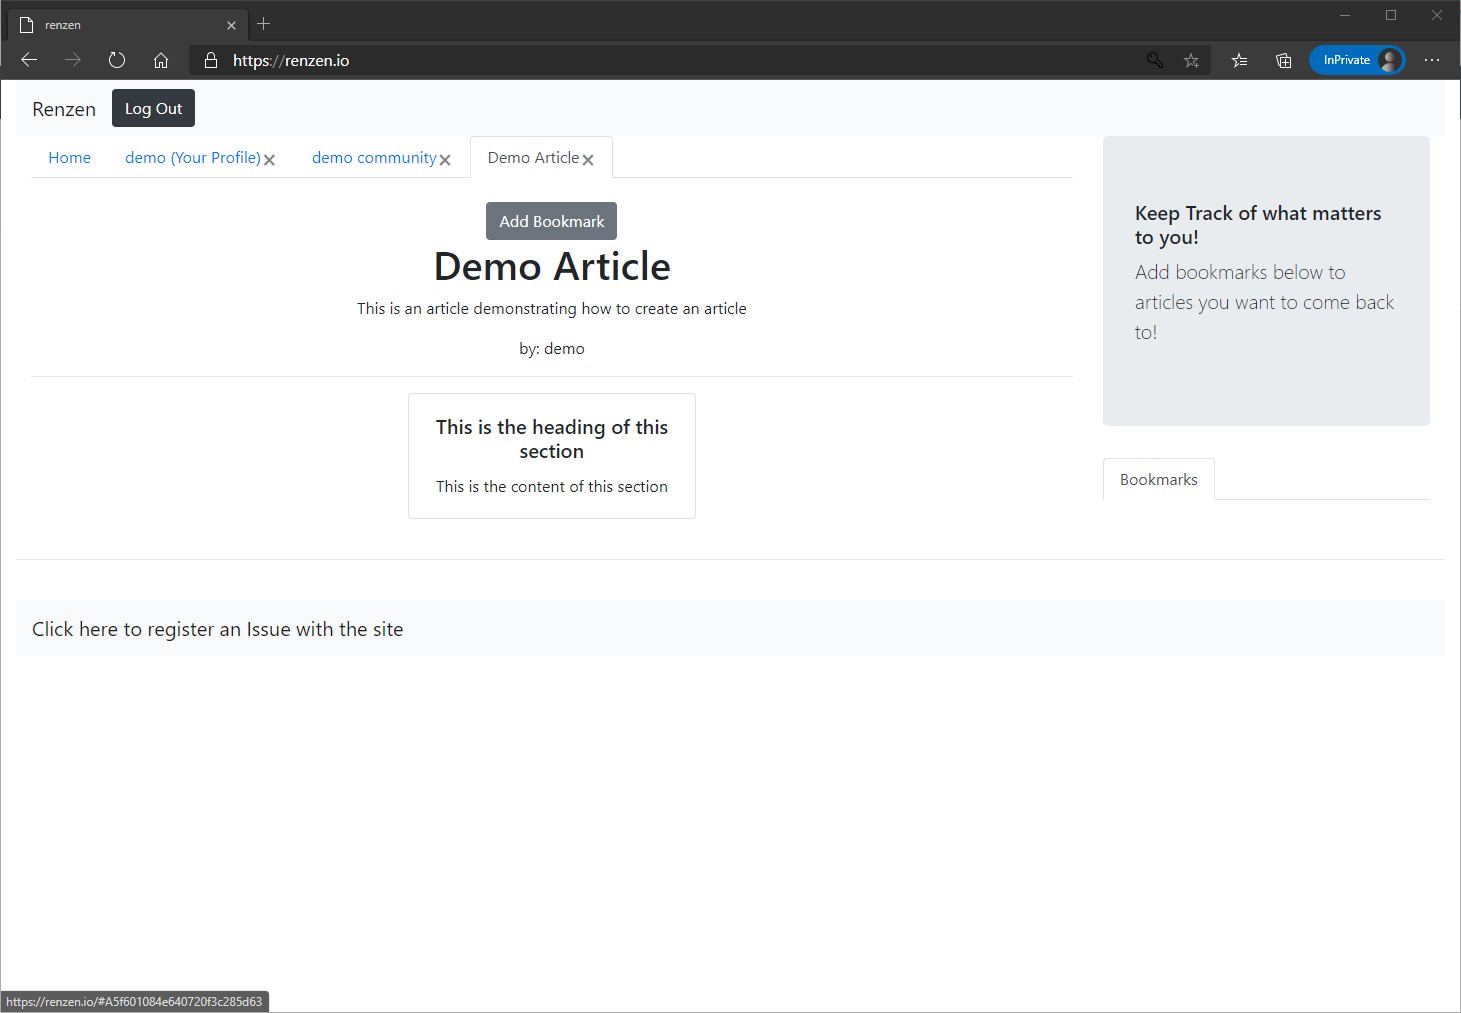 renzen
https://renzen.io
InPrivate
Renzen
Log Out
Home
demo (Your Profile)
demo community
Demo Article
Add Bookmark
Demo Article
This is an article demonstrating how to create an article
by: demo
This is the heading of this
section
This is the content of this section
Keep Track of what matters
to you!
Add bookmarks below to
articles you want to come back
to!
Bookmarks
Click here to register an Issue with the site
https://renzen.io/#A5f601084e640720f3c285d63